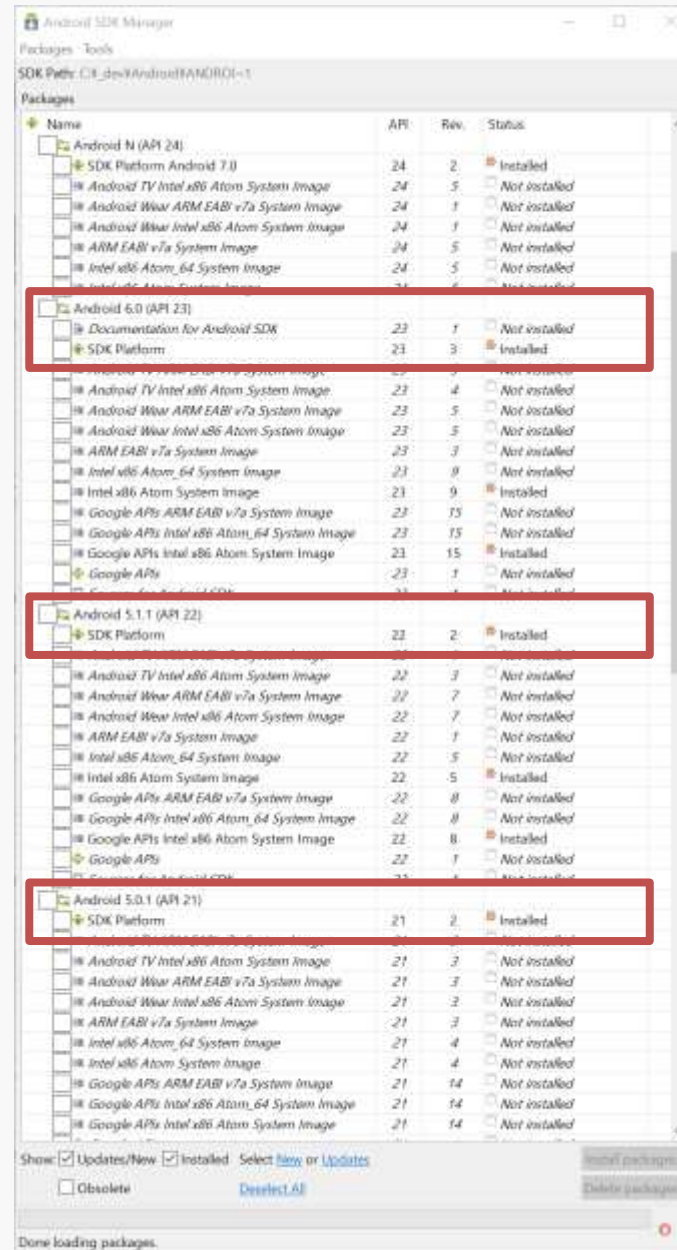 Android SDK Manager
Packages Tools
SDK Path: C:¥_dev¥Android¥ANDROI~1
Packages
Name API Rev. Status
Android N (API 24)
SDK Platform Android 7.0 24 2 Installed
Android TV Intel x86 Atom System Image 24 5 Not installed
Android Wear ARM EABI v7a System Image 24 1 Not installed
Android Wear Intel x86 Atom System Image 24 1 Not installed
ARM EABI v7a System Image 24 5 Not installed
Intel x86 Atom_64 System Image 24 5 Not installed
Android 6.0 (API 23)
Documentation for Android SDK 23 1 Not installed
SDK Platform 23 3 Installed
Android TV Intel x86 Atom System Image 23 4 Not installed
Android Wear ARM EABI v7a System Image 23 5 Not installed
Android Wear Intel x86 Atom System Image 23 5 Not installed
ARM EABI v7a System Image 23 3 Not installed
Intel x86 Atom_64 System Image 23 9 Not installed
Intel x86 Atom System Image 23 9 Installed
Google APIs ARM EABI v7a System Image 23 15 Not installed
Google APIs Intel x86 Atom_64 System Image 23 15 Not installed
Google APIs Intel x86 Atom System Image 23 15 Installed
Google APIs 23 1 Not installed
Android 5.1.1 (API 22)
SDK Platform 22 2 Installed
Android TV Intel x86 Atom System Image 22 3 Not installed
Android Wear ARM EABI v7a System Image 22 7 Not installed
Android Wear Intel x86 Atom System Image 22 7 Not installed
ARM EABI v7a System Image 22 1 Not installed
Intel x86 Atom_64 System Image 22 5 Not installed
Intel x86 Atom System Image 22 5 Installed
Google APIs ARM EABI v7a System Image 22 8 Not installed
Google APIs Intel x86 Atom_64 System Image 22 8 Not installed
Google APIs Intel x86 Atom System Image 22 8 Installed
Google APIs 22 1 Not installed
Android 5.0.1 (API 21)
SDK Platform 21 2 Installed
Android TV Intel x86 Atom System Image 21 3 Not installed
Android Wear ARM EABI v7a System Image 21 3 Not installed
Android Wear Intel x86 Atom System Image 21 3 Not installed
ARM EABI v7a System Image 21 3 Not installed
Intel x86 Atom_64 System Image 21 4 Not installed
Intel x86 Atom System Image 21 4 Not installed
Google APIs ARM EABI v7a System Image 21 14 Not installed
Google APIs Intel x86 Atom_64 System Image 21 14 Not installed
Google APIs Intel x86 Atom System Image 21 14 Not installed
Show: Updates/New Installed Select New or Updates Install packages
Obsolete Deselect All Delete packages
Done loading packages.